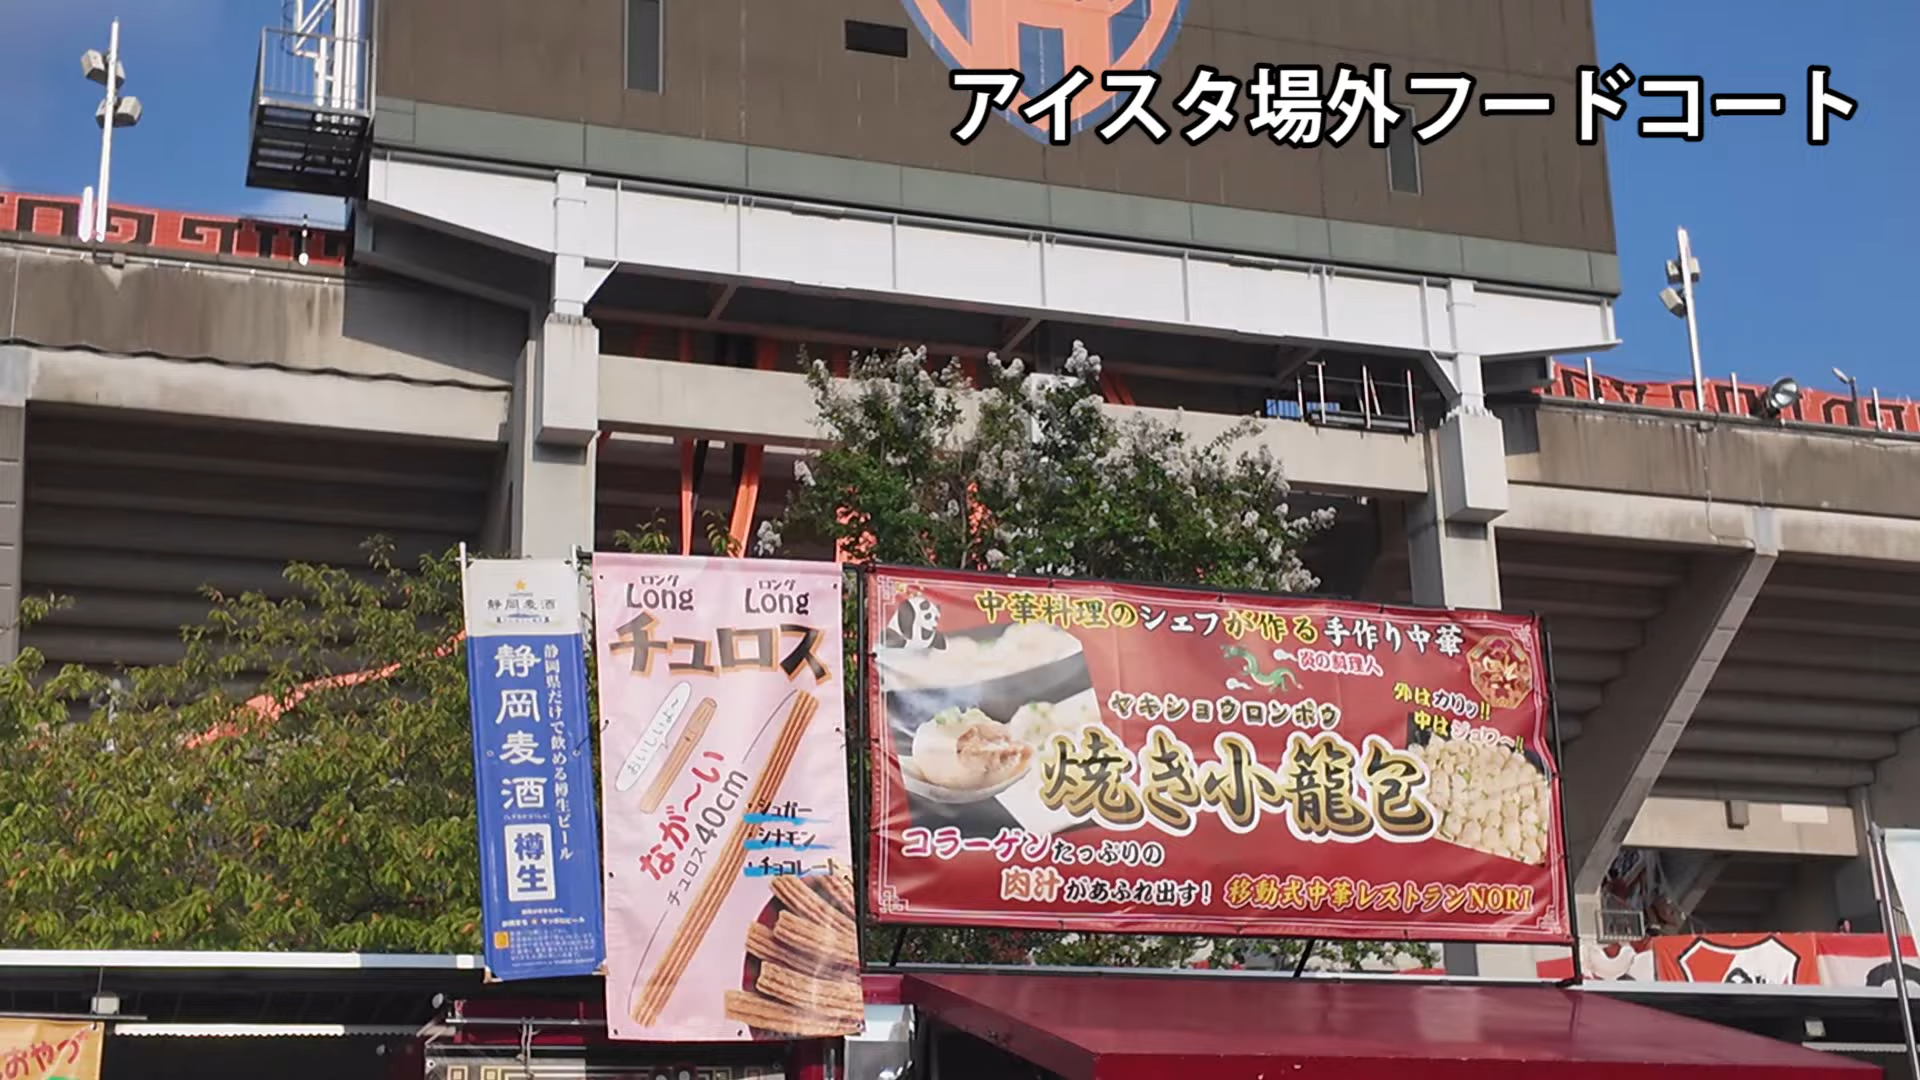 アイスタ場外フードコート
静岡麦酒
静岡県だけで飲める樽生ビール
静岡麦酒
樽生
ロング ロング
Long Long
チュロス
おいしいよ～
なが～い
チュロス40cm
・シュガー
・シナモン
・チョコレート
中華料理のシェフが作る手作り中華
炎の料理人
外はカリッ!!
中はジュワ～!!
ヤキショウロンポウ
焼き小籠包
コラーゲンたっぷりの
肉汁があふれ出す!
移動式中華レストランNORI
おやつ